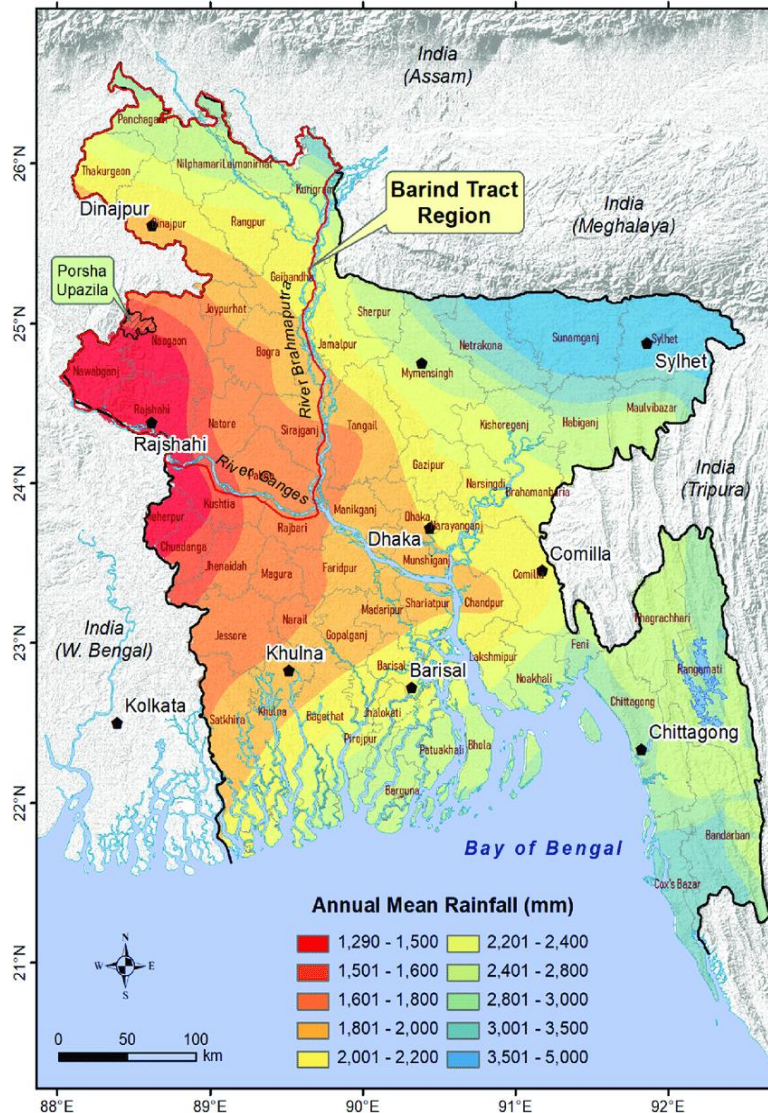 India
(Assam)
Panchagarh
26°N
Thakurgaon
Nilphamari
Lalmonirhat
Kurigram
Barind Tract
Region
India
(Meghalaya)
Dinajpur
Dinajpur
Rangpur
Porsha
Upazila
Gaibandha
25°N
Joypurhat
Sherpur
Naogaon
Bogra
River Brahmaputra
Jamalpur
Netrakona
Sunamganj
Sylhet
Sylhet
Nawabganj
Mymensingh
Rajshahi
Rajshahi
Natore
Sirajganj
Tangail
Kishoreganj
Habiganj
Maulvibazar
24°N
River Ganges
Gazipur
Narsingdi
Brahamanbaria
India
(Tripura)
Kushtia
Manikganj
Dhaka
Dhaka
Narayanganj
Chuadanga
Rajbari
Jhenaidah
Magura
Faridpur
Munshiganj
Comilla
Comilla
23°N
India
(W. Bengal)
Jessore
Narail
Gopalganj
Madaripur
Shariatpur
Chandpur
Khagrachhari
Khulna
Khulna
Barisal
Barisal
Lakshmipur
Noakhali
Feni
Rangamati
Kolkata
Satkhira
Bagerhat
Jhalokati
Pirojpur
Patuakhali
Bhola
Chittagong
Chittagong
22°N
Barguna
Bay of Bengal
Bandarban
Cox's Bazar
Annual Mean Rainfall (mm)
1,290 - 1,500
1,501 - 1,600
1,601 - 1,800
1,801 - 2,000
2,001 - 2,200
2,201 - 2,400
2,401 - 2,800
2,801 - 3,000
3,001 - 3,500
3,501 - 5,000
21°N
N
W E
S
0 50 100
km
88°E 89°E 90°E 91°E 92°E